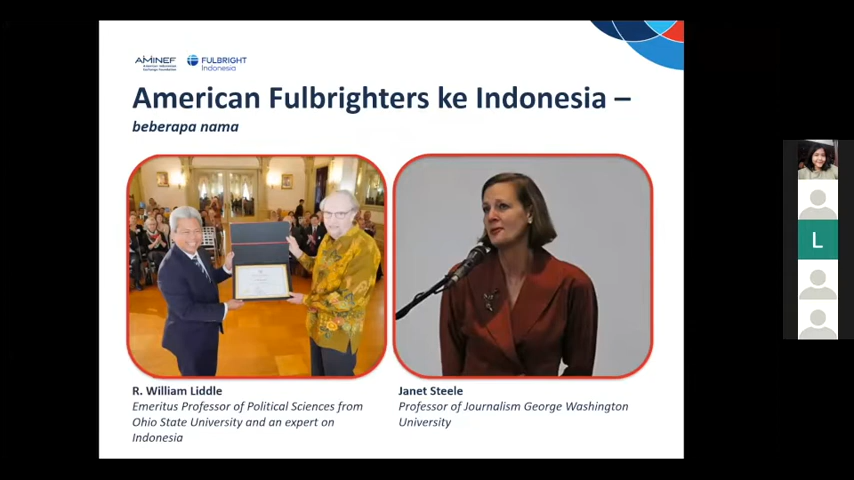 AMINEF
FULBRIGHT
Indonesia
American Fulbrighters ke Indonesia –
beberapa nama
R. William Liddle
Emeritus Professor of Political Sciences from
Ohio State University and an expert on
Indonesia
Janet Steele
Professor of Journalism George Washington
University
L